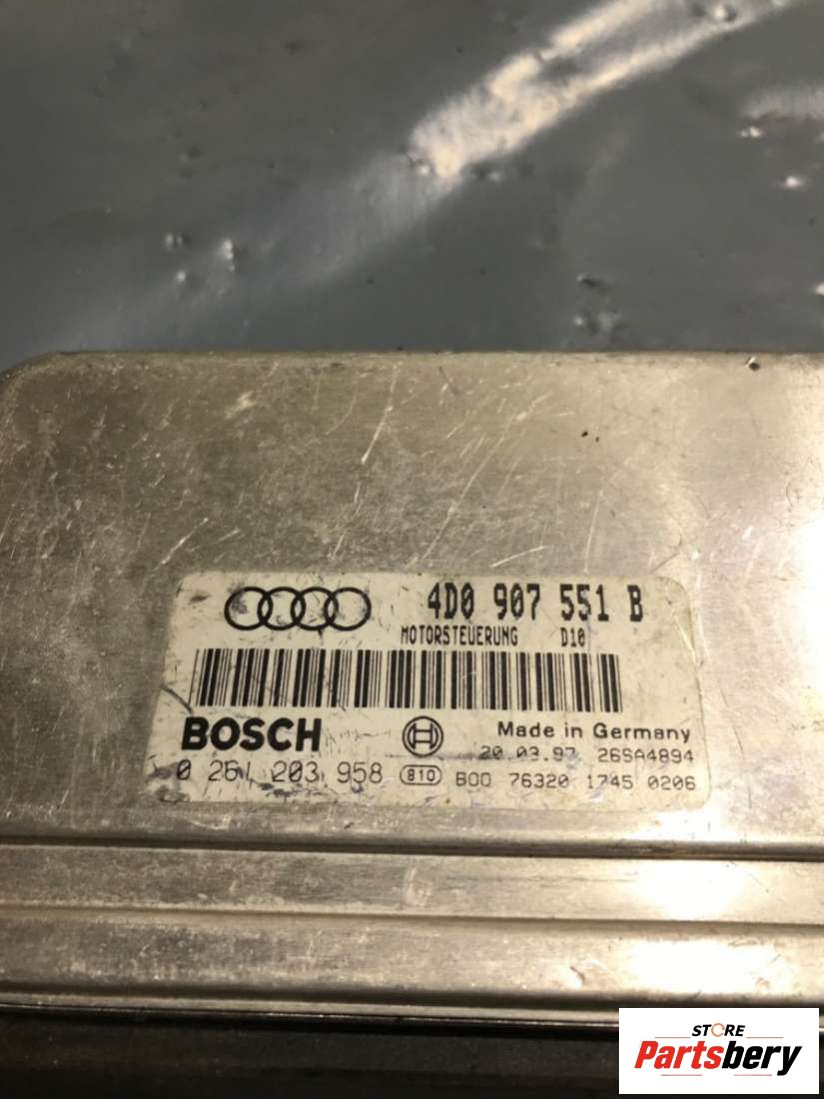 4D0 907 551 B
MOTORSTEUERUNG D10
BOSCH Made in Germany
20.03.97 26SA4894
0 261 203 958 810 B00 76320 1745 0206
STORE
Partsbery